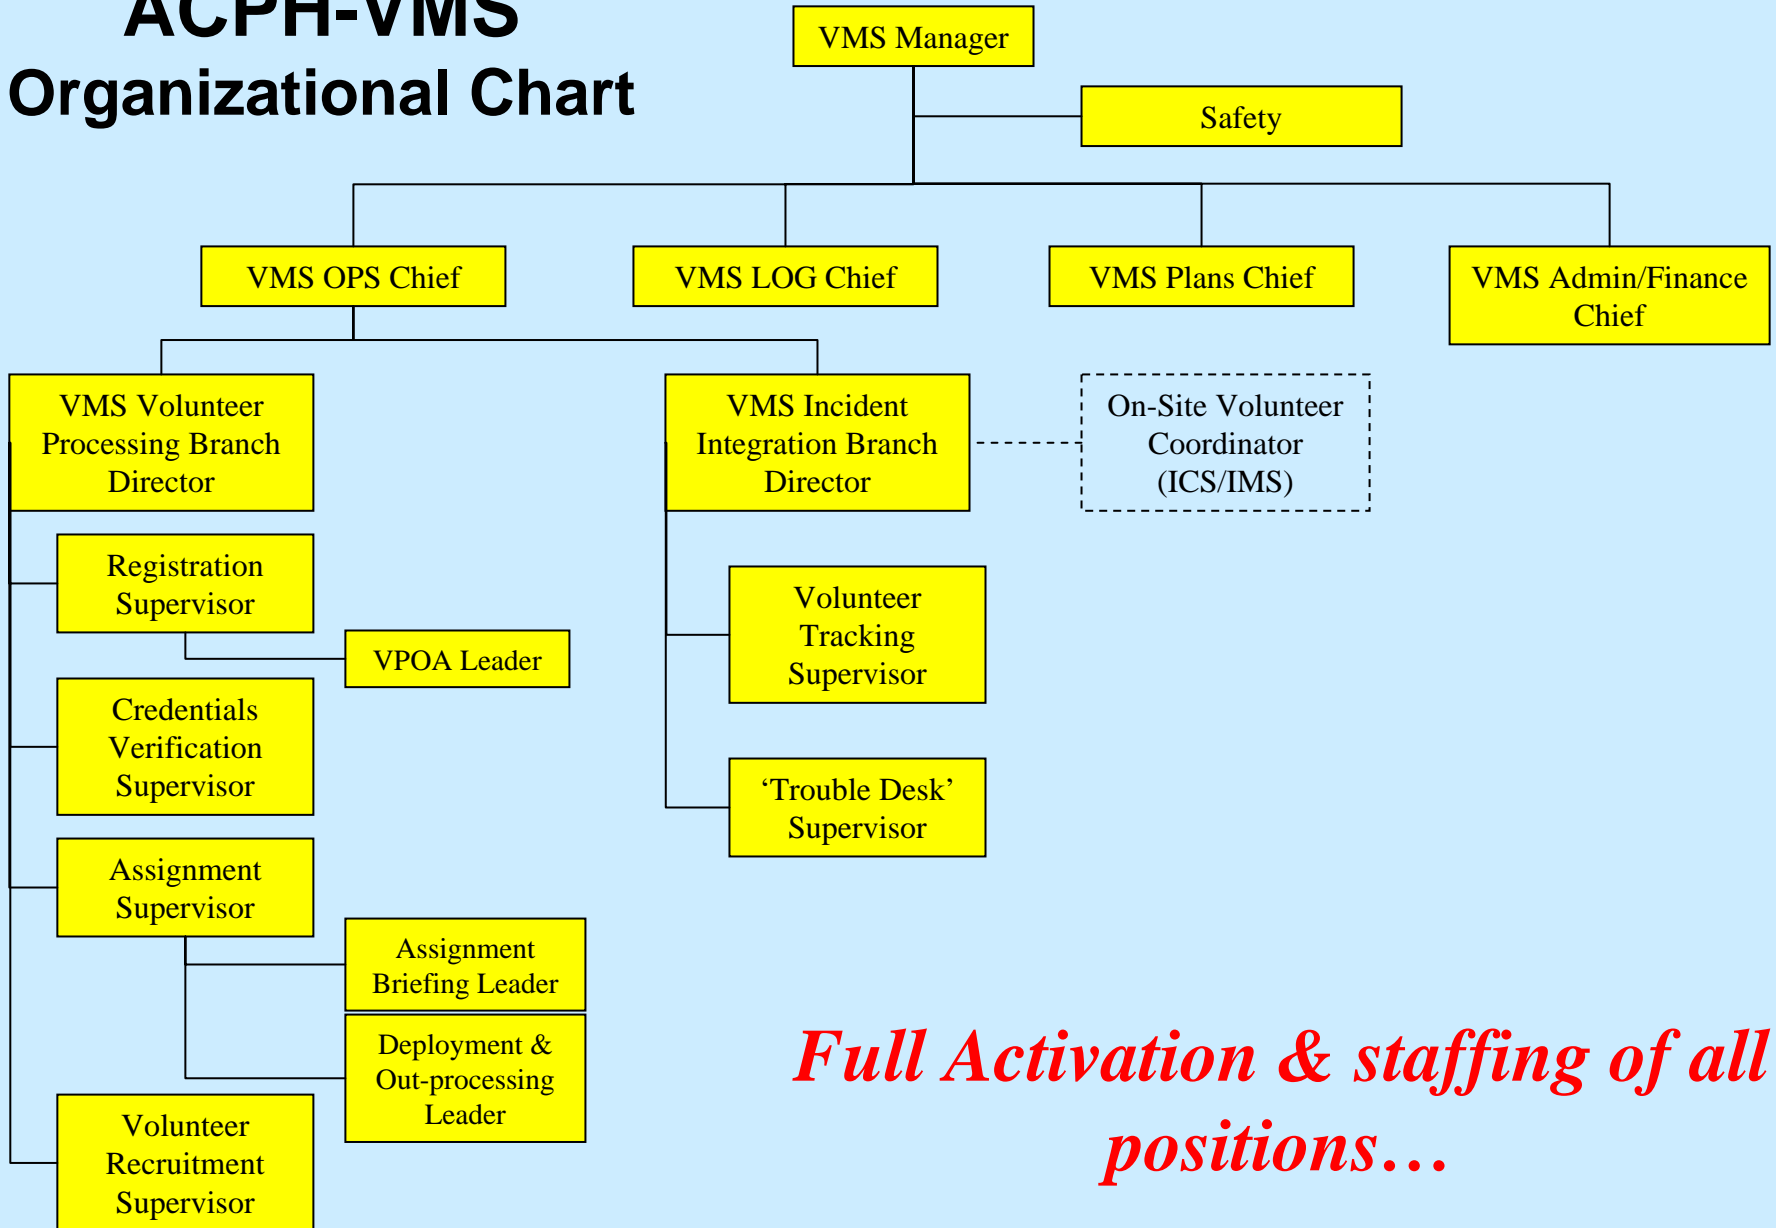 ACPH-VMS
Organizational Chart
VMS Manager
Safety
VMS OPS Chief
VMS LOG Chief
VMS Plans Chief
VMS Admin/Finance
Chief
VMS Volunteer
Processing Branch
Director
VMS Incident
Integration Branch
Director
On-Site Volunteer
Coordinator
(ICS/IMS)
Registration
Supervisor
VPOA Leader
Credentials
Verification
Supervisor
Assignment
Supervisor
Assignment
Briefing Leader
Deployment &
Out-processing
Leader
Volunteer
Recruitment
Supervisor
Volunteer
Tracking
Supervisor
‘Trouble Desk’
Supervisor
Full Activation & staffing of all
positions…